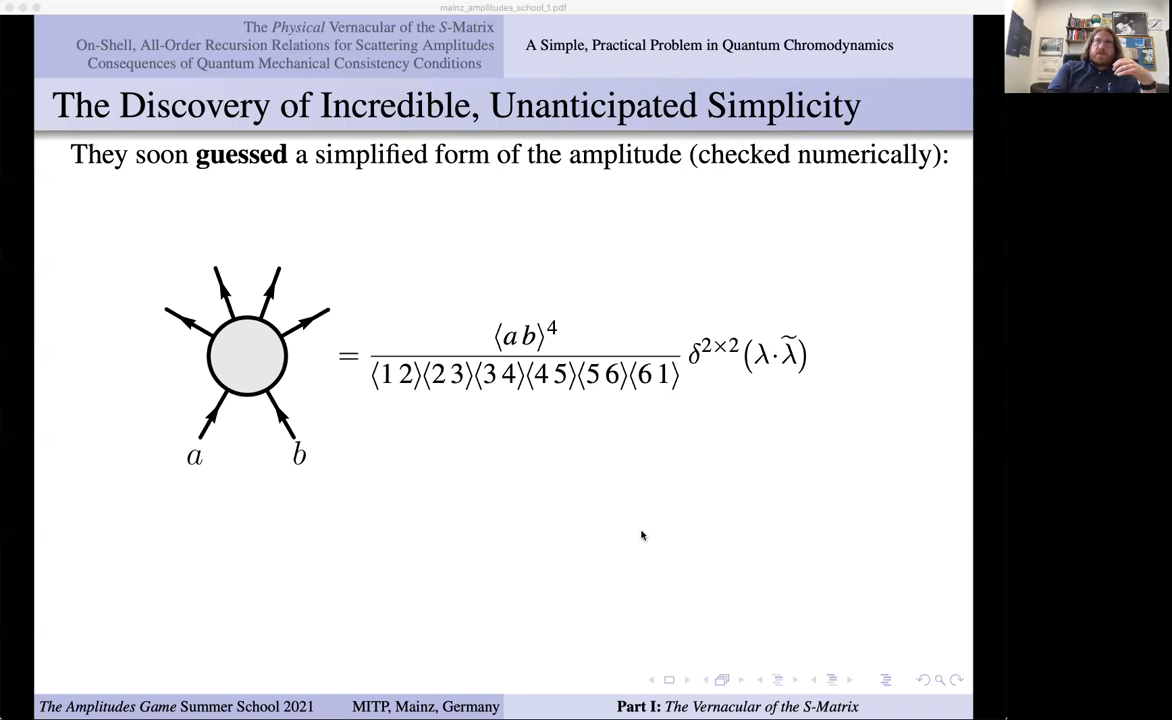 mainz_amplitudes_school_1.pdf
The Physical Vernacular of the S-Matrix
On-Shell, All-Order Recursion Relations for Scattering Amplitudes
Consequences of Quantum Mechanical Consistency Conditions
A Simple, Practical Problem in Quantum Chromodynamics
The Discovery of Incredible, Unanticipated Simplicity
They soon guessed a simplified form of the amplitude (checked numerically):
= ⟨a b⟩⁴ / ⟨1 2⟩⟨2 3⟩⟨3 4⟩⟨4 5⟩⟨5 6⟩⟨6 1⟩ δ²ˣ²(λ·λ̃)
a b
The Amplitudes Game Summer School 2021 MITP, Mainz, Germany Part I: The Vernacular of the S-Matrix